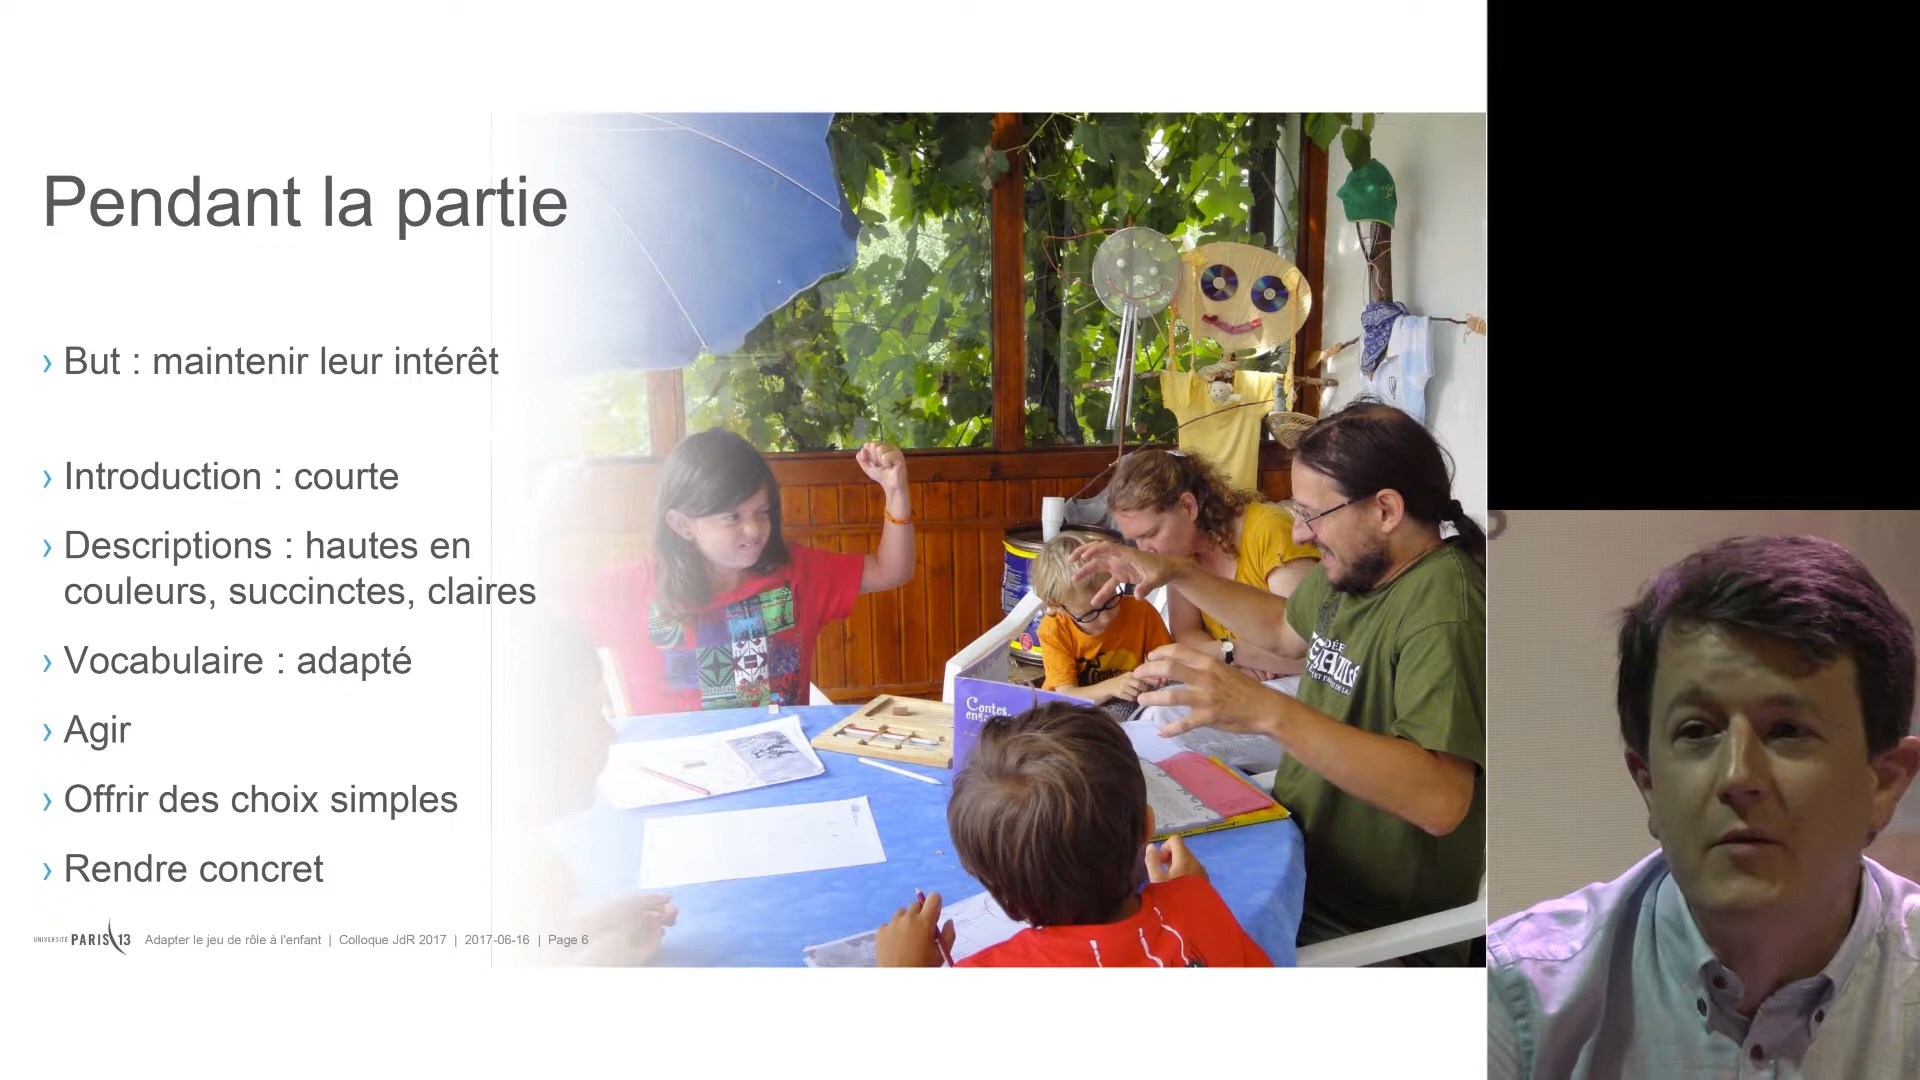 Pendant la partie
› But : maintenir leur intérêt
› Introduction : courte
› Descriptions : hautes en
couleurs, succinctes, claires
› Vocabulaire : adapté
› Agir
› Offrir des choix simples
› Rendre concret
UNIVERSITÉ PARIS 13 Adapter le jeu de rôle à l'enfant | Colloque JdR 2017 | 2017-06-16 | Page 6
Contes